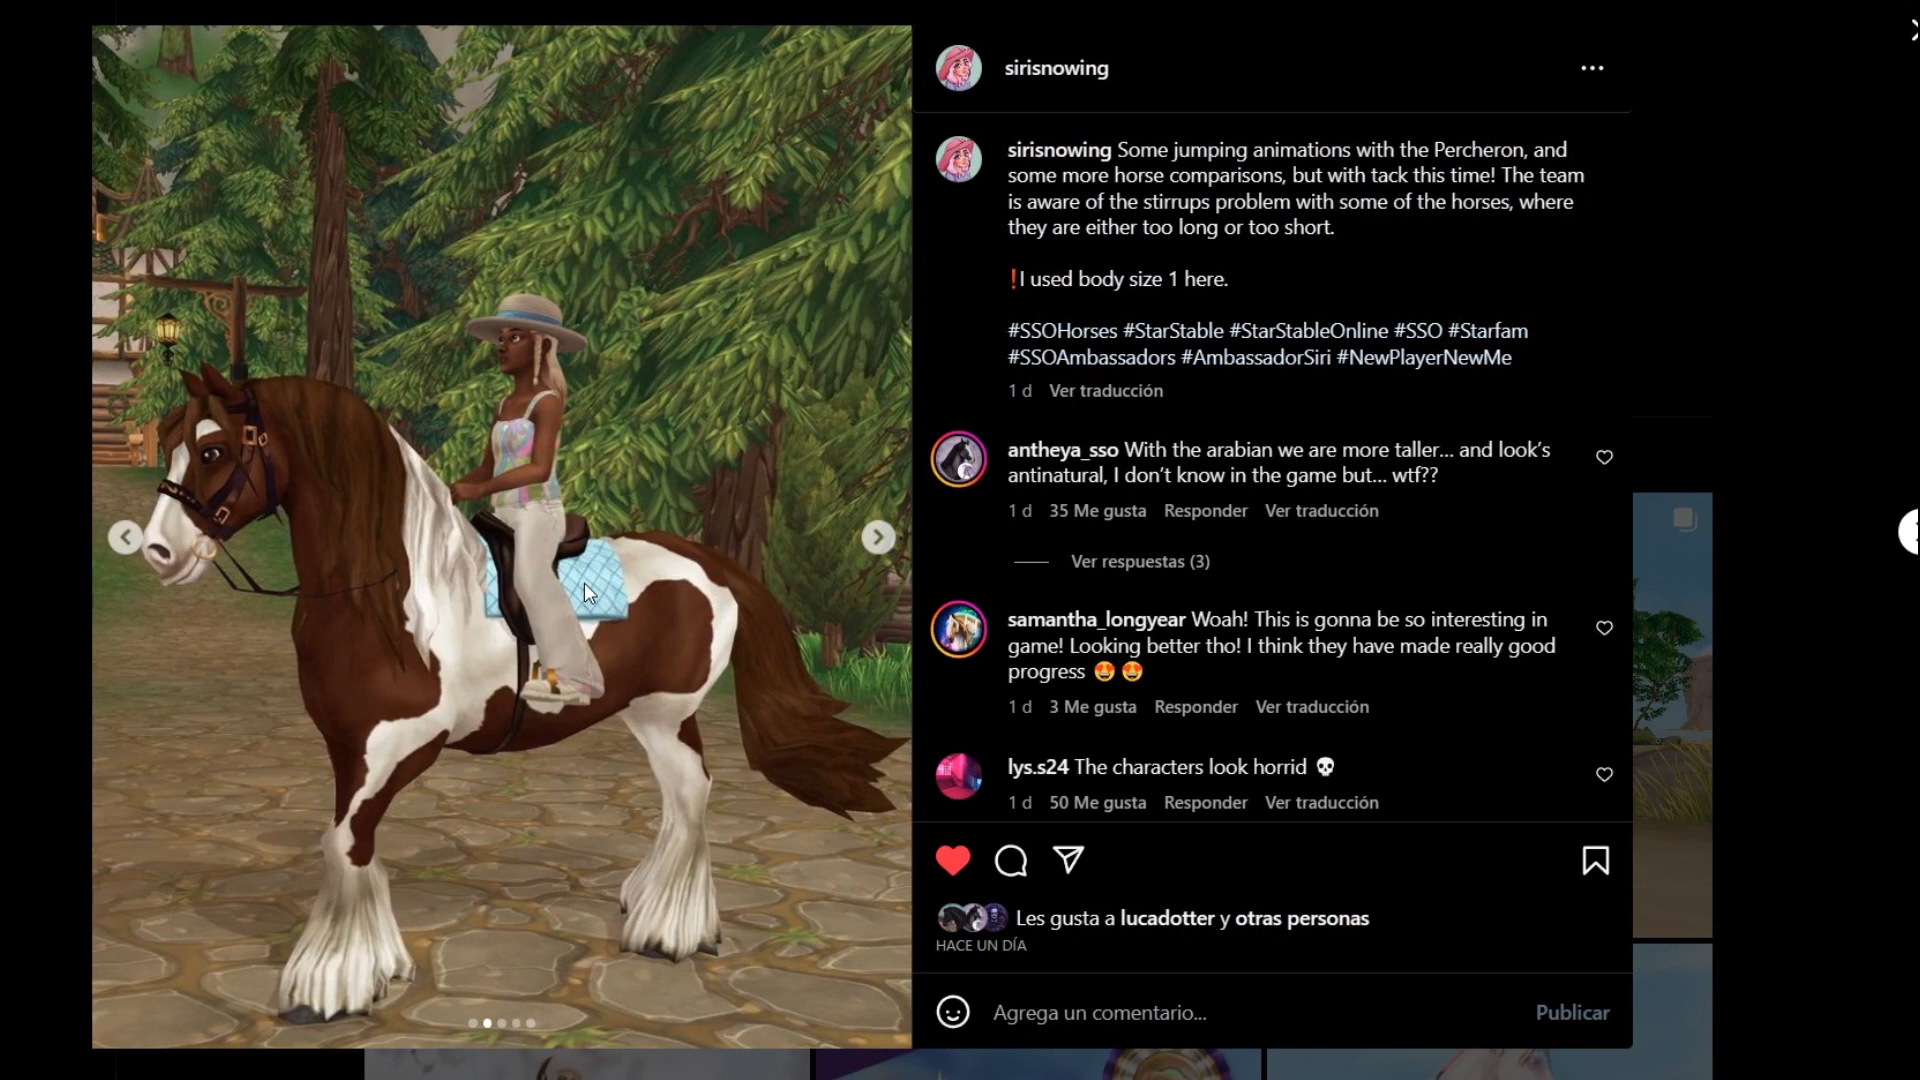 sirisnowing
sirisnowing Some jumping animations with the Percheron, and
some more horse comparisons, but with tack this time! The team
is aware of the stirrups problem with some of the horses, where
they are either too long or too short.
❗I used body size 1 here.
#SSOHorses #StarStable #StarStableOnline #SSO #Starfam
#SSOAmbassadors #AmbassadorSiri #NewPlayerNewMe
1 d Ver traducción
antheya_sso With the arabian we are more taller... and look's
antinatural, I don't know in the game but... wtf??
1 d 35 Me gusta Responder Ver traducción
Ver respuestas (3)
samantha_longyear Woah! This is gonna be so interesting in
game! Looking better tho! I think they have made really good
progress 😍 😍
1 d 3 Me gusta Responder Ver traducción
lys.s24 The characters look horrid 💀
1 d 50 Me gusta Responder Ver traducción
Les gusta a lucadotter y otras personas
HACE UN DÍA
Agrega un comentario... Publicar